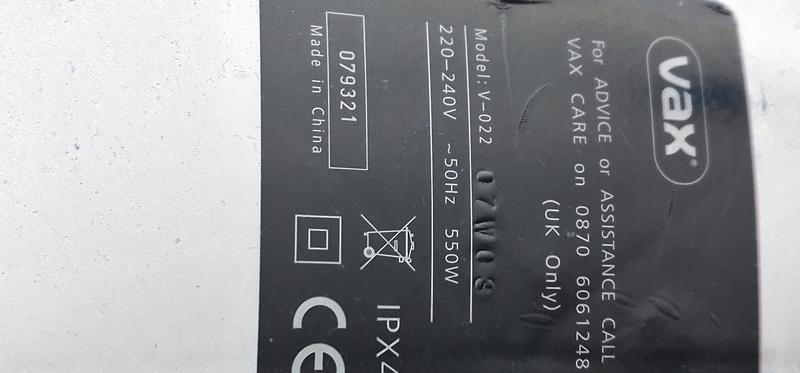 vax®
For ADVICE or ASSISTANCE CALL
VAX CARE on 0870 6061248
(UK Only)
Model: V-022 07W03
220-240V ~50Hz 550W
IPX4
079321
Made in China
CE